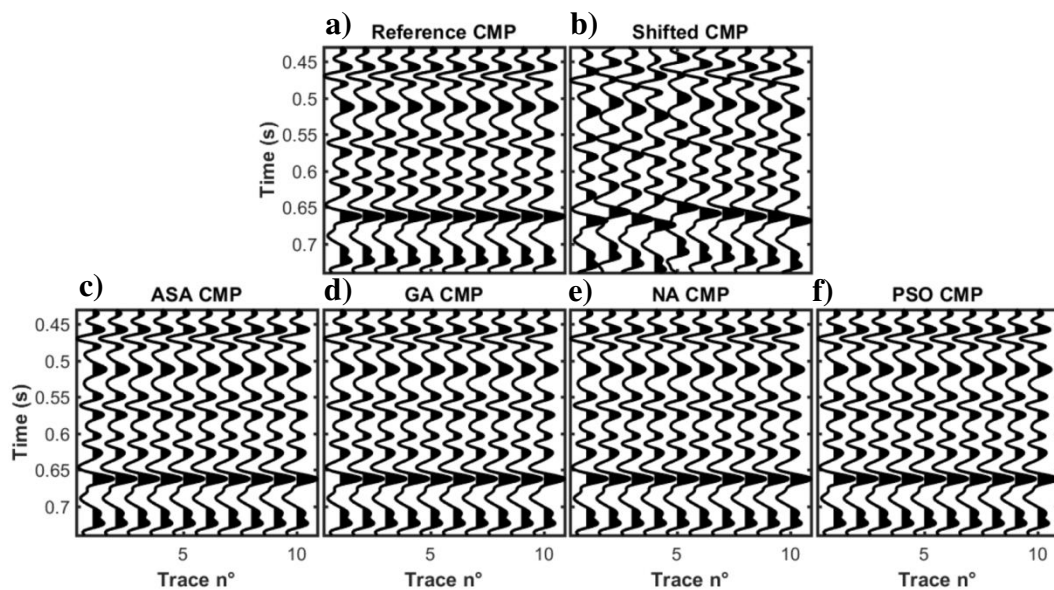 a) Reference CMP b) Shifted CMP
0.45
0.5
0.55
0.6
0.65
0.7
Time (s)
c) ASA CMP d) GA CMP e) NA CMP f) PSO CMP
0.45
0.5
0.55
0.6
0.65
0.7
Time (s)
5 10 5 10 5 10 5 10
Trace n° Trace n° Trace n° Trace n°